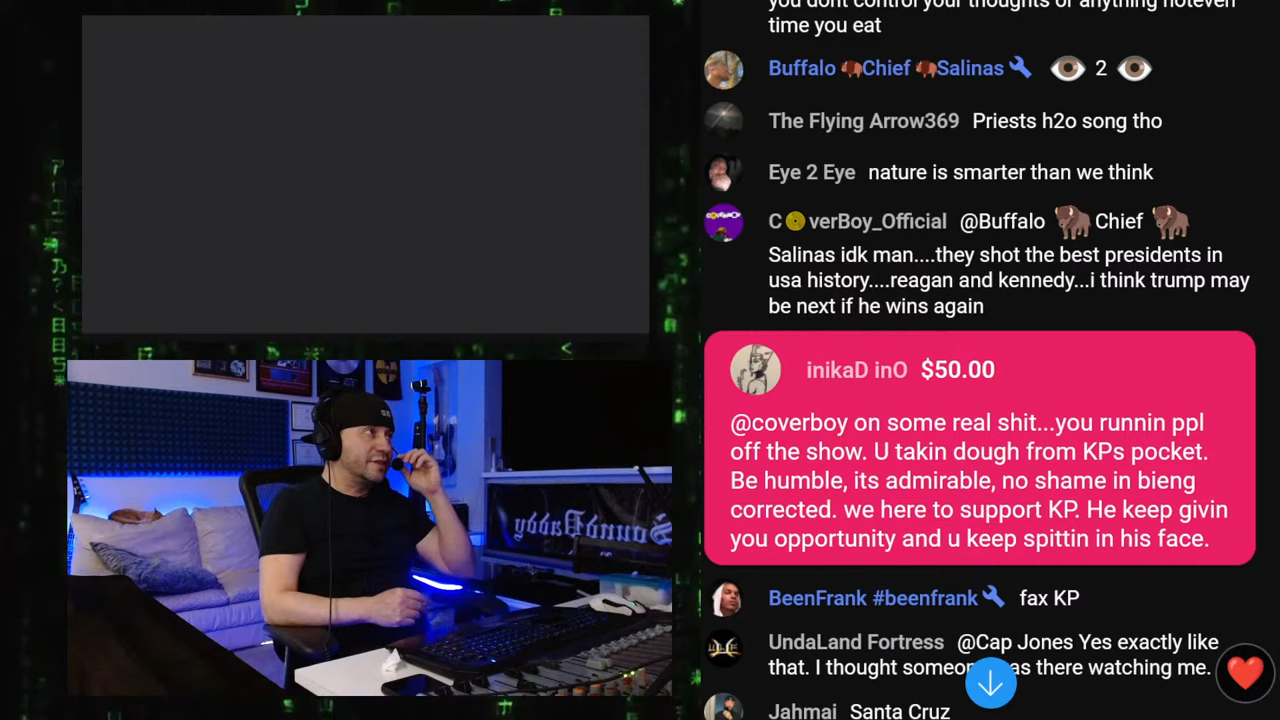 you dont control your thoughts or anything noteven
time you eat
Buffalo 🦬Chief 🦬Salinas 👁 2 👁
The Flying Arrow369 Priests h2o song tho
Eye 2 Eye nature is smarter than we think
C verBoy_Official @Buffalo 🦬 Chief 🦬
Salinas idk man....they shot the best presidents in
usa history....reagan and kennedy...i think trump may
be next if he wins again
inikaD inO $50.00
@coverboy on some real shit...you runnin ppl
off the show. U takin dough from KPs pocket.
Be humble, its admirable, no shame in bieng
corrected. we here to support KP. He keep givin
you opportunity and u keep spittin in his face.
BeenFrank #beenfrank fax KP
UndaLand Fortress @Cap Jones Yes exactly like
that. I thought someon as there watching me.
Jahmai Santa Cruz
SoundDaddy